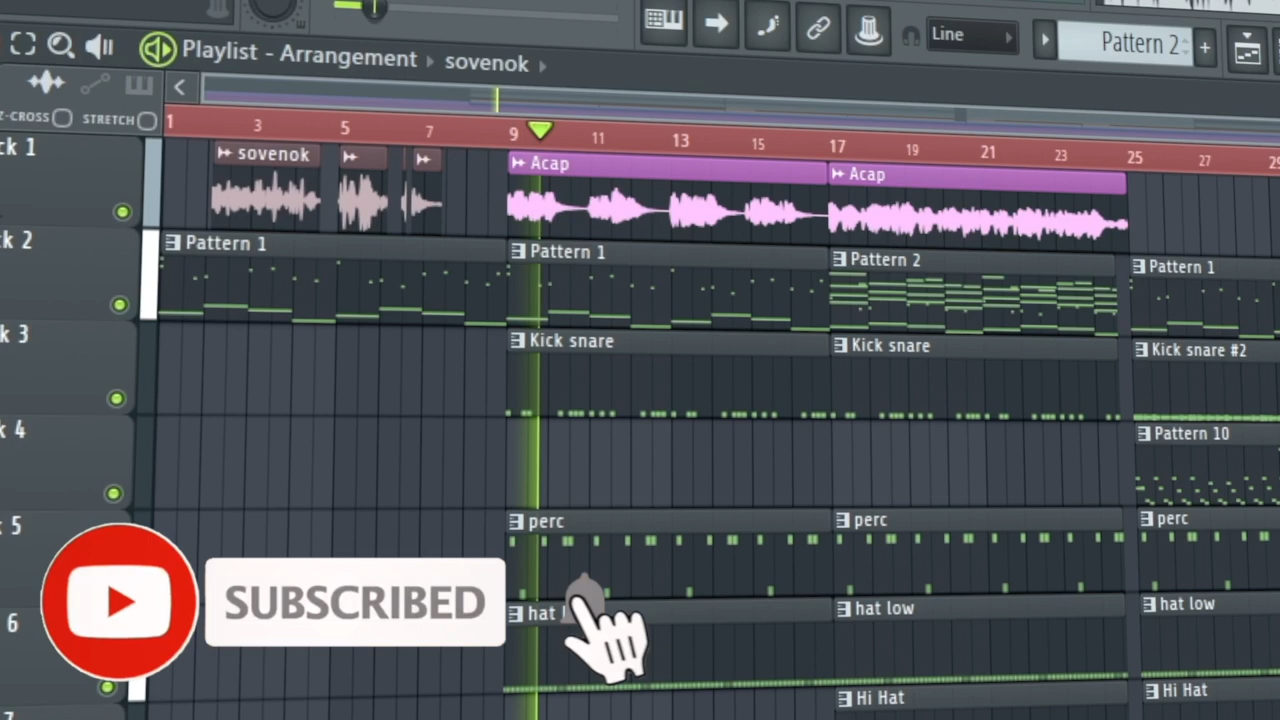 Line
Pattern 2
Playlist - Arrangement ▸ sovenok ▸
Z-CROSS STRETCH
1 3 5 7 9 11 13 15 17 19 21 23 25 27 29
ck 1
sovenok
Acap
Acap
ck 2
Pattern 1
Pattern 1
Pattern 2
Pattern 1
k 3
Kick snare
Kick snare
Kick snare #2
k 4
Pattern 10
5
perc
perc
perc
6
hat
hat low
hat low
Hi Hat
Hi Hat
7
SUBSCRIBED